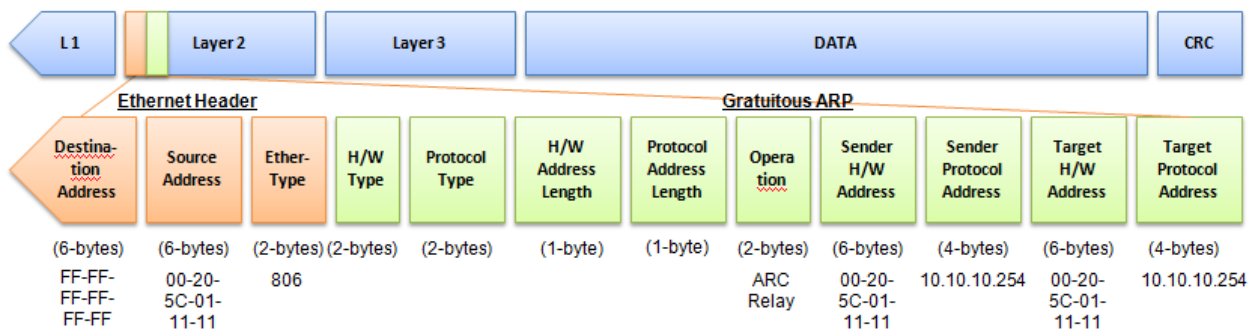 L 1 Layer 2 Layer 3 DATA CRC
Ethernet Header Gratuitous ARP
Destina-
tion
Address
Source
Address
Ether-
Type
H/W
Type
Protocol
Type
H/W
Address
Length
Protocol
Address
Length
Opera
tion
Sender
H/W
Address
Sender
Protocol
Address
Target
H/W
Address
Target
Protocol
Address
(6-bytes) (6-bytes) (2-bytes) (2-bytes) (2-bytes) (1-byte) (1-byte) (2-bytes) (6-bytes) (4-bytes) (6-bytes) (4-bytes)
FF-FF-
FF-FF-
FF-FF
00-20-
5C-01-
11-11
806
ARC
Relay
00-20-
5C-01-
11-11
10.10.10.254
00-20-
5C-01-
11-11
10.10.10.254